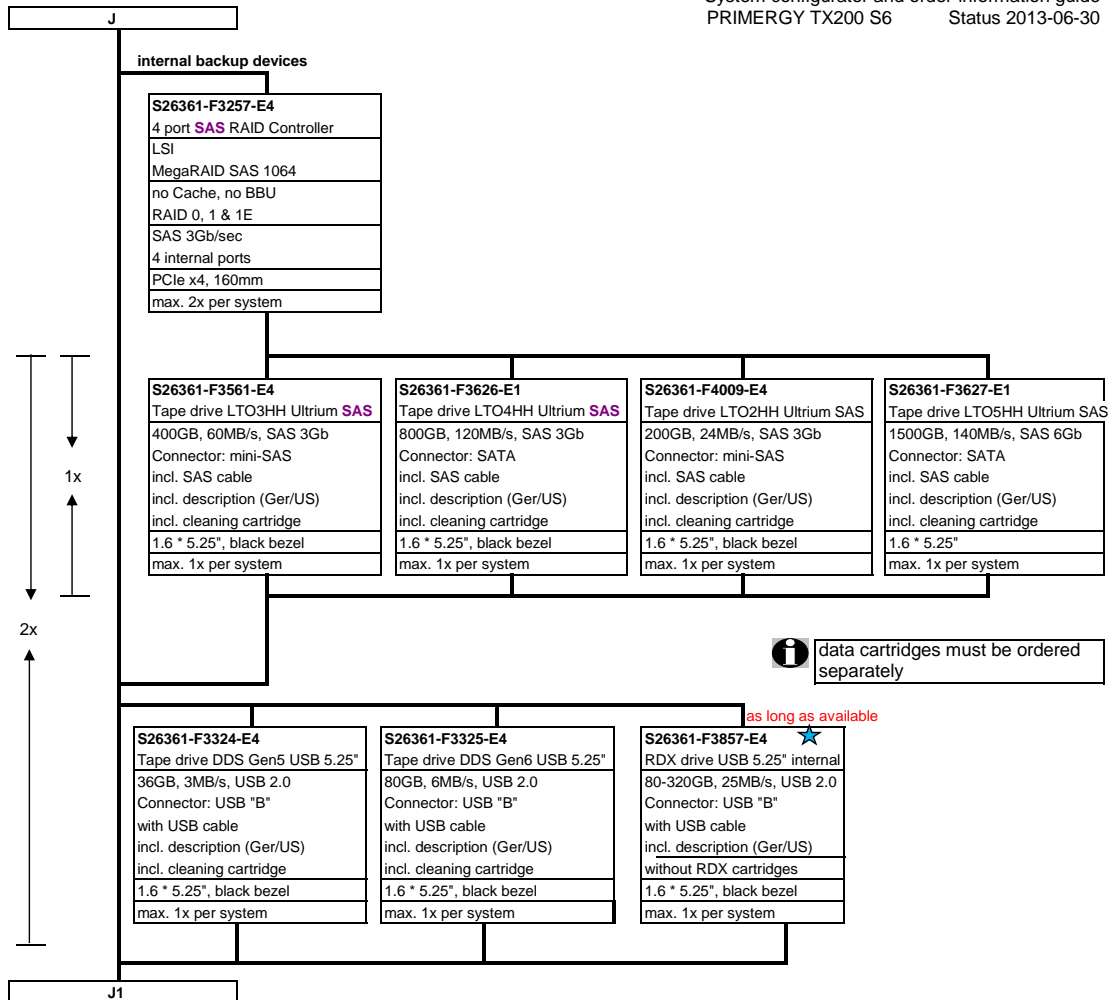 System configurator and order-information guide
PRIMERGY TX200 S6 Status 2013-06-30
J
internal backup devices
S26361-F3257-E4
4 port SAS RAID Controller
LSI
MegaRAID SAS 1064
no Cache, no BBU
RAID 0, 1 & 1E
SAS 3Gb/sec
4 internal ports
PCIe x4, 160mm
max. 2x per system
1x
2x
S26361-F3561-E4
Tape drive LTO3HH Ultrium SAS
400GB, 60MB/s, SAS 3Gb
Connector: mini-SAS
incl. SAS cable
incl. description (Ger/US)
incl. cleaning cartridge
1.6 * 5.25", black bezel
max. 1x per system
S26361-F3626-E1
Tape drive LTO4HH Ultrium SAS
800GB, 120MB/s, SAS 3Gb
Connector: SATA
incl. SAS cable
incl. description (Ger/US)
incl. cleaning cartridge
1.6 * 5.25", black bezel
max. 1x per system
S26361-F4009-E4
Tape drive LTO2HH Ultrium SAS
200GB, 24MB/s, SAS 3Gb
Connector: mini-SAS
incl. SAS cable
incl. description (Ger/US)
incl. cleaning cartridge
1.6 * 5.25", black bezel
max. 1x per system
S26361-F3627-E1
Tape drive LTO5HH Ultrium SAS
1500GB, 140MB/s, SAS 6Gb
Connector: SATA
incl. SAS cable
incl. description (Ger/US)
incl. cleaning cartridge
1.6 * 5.25"
max. 1x per system
data cartridges must be ordered
separately
as long as available
S26361-F3324-E4
Tape drive DDS Gen5 USB 5.25"
36GB, 3MB/s, USB 2.0
Connector: USB "B"
with USB cable
incl. description (Ger/US)
incl. cleaning cartridge
1.6 * 5.25", black bezel
max. 1x per system
S26361-F3325-E4
Tape drive DDS Gen6 USB 5.25"
80GB, 6MB/s, USB 2.0
Connector: USB "B"
with USB cable
incl. description (Ger/US)
incl. cleaning cartridge
1.6 * 5.25", black bezel
max. 1x per system
S26361-F3857-E4
RDX drive USB 5.25" internal
80-320GB, 25MB/s, USB 2.0
Connector: USB "B"
with USB cable
incl. description (Ger/US)
without RDX cartridges
1.6 * 5.25", black bezel
max. 1x per system
J1